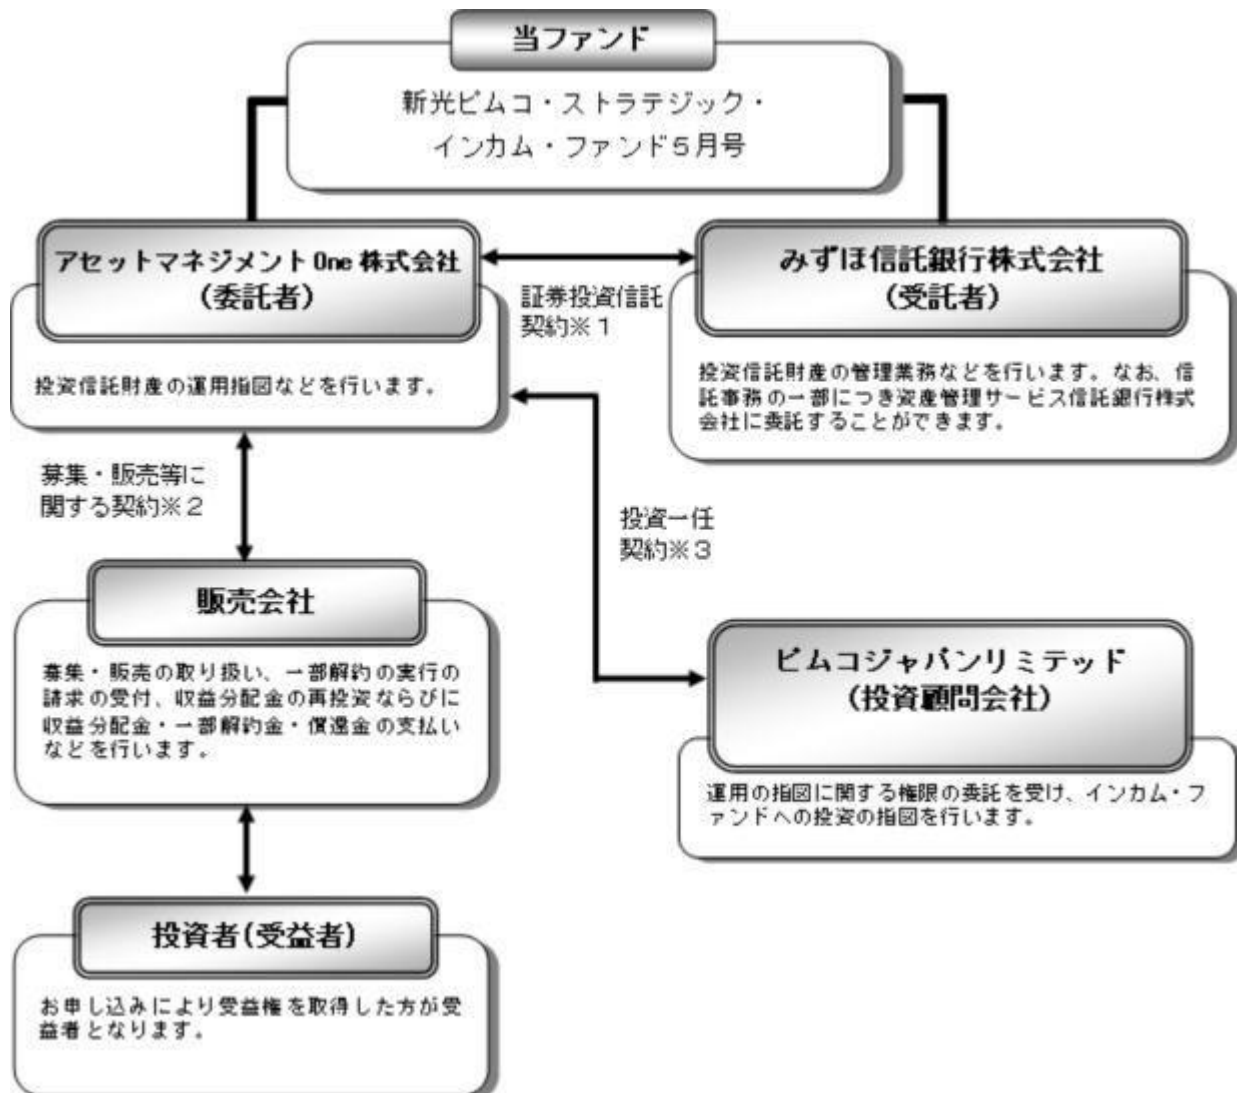 当ファンド
新光ピムコ・ストラテジック・
インカム・ファンド５月号
アセットマネジメントOne株式会社
（委託者）
投資信託財産の運用指図などを行います。
証券投資信託
契約※１
みずほ信託銀行株式会社
（受託者）
投資信託財産の管理業務などを行います。なお、信
託事務の一部につき資産管理サービス信託銀行株式
会社に委託することができます。
募集・販売等に
関する契約※２
投資一任
契約※３
販売会社
募集・販売の取り扱い、一部解約の実行の
請求の受付、収益分配金の再投資ならびに
収益分配金・一部解約金・償還金の支払い
などを行います。
ピムコジャパンリミテッド
（投資顧問会社）
運用の指図に関する権限の委託を受け、インカム・フ
ァンドへの投資の指図を行います。
投資者（受益者）
お申し込みにより受益権を取得した方が受
益者となります。